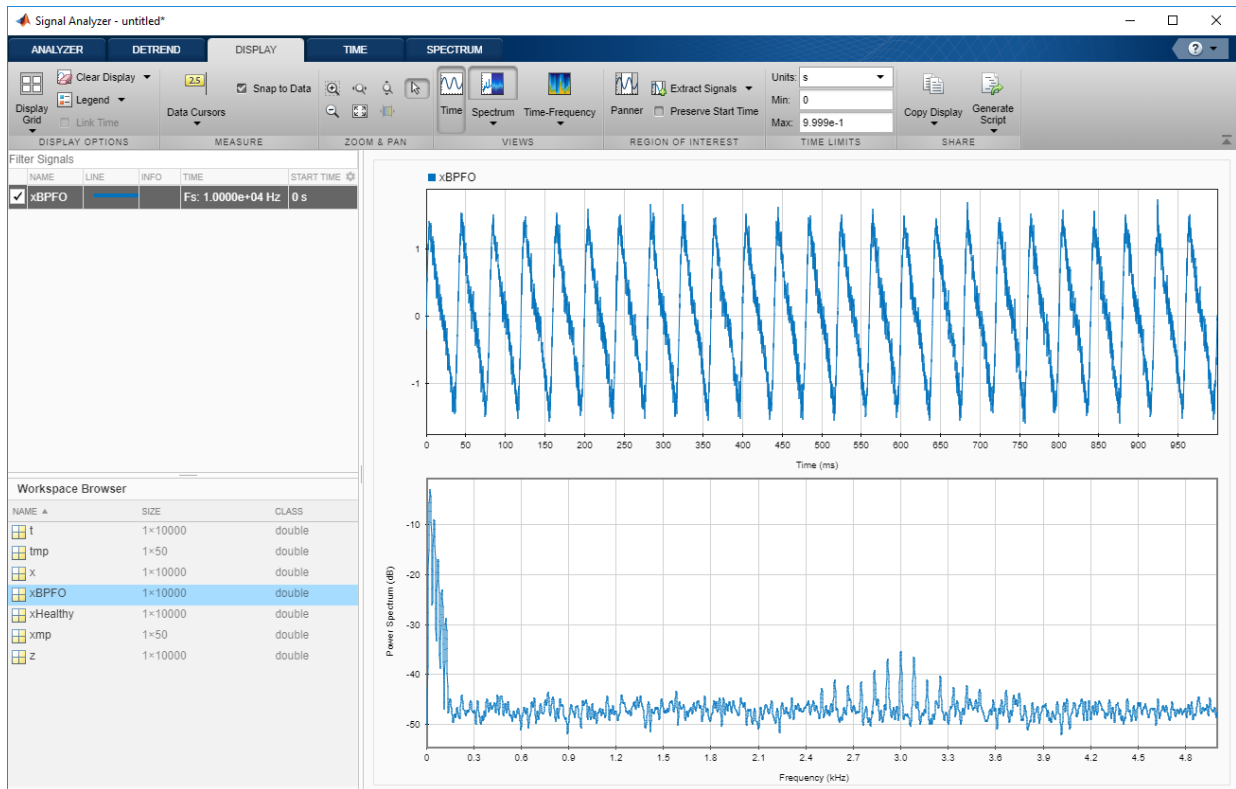 Signal Analyzer - untitled*
ANALYZER DETREND DISPLAY TIME SPECTRUM
?
Display Grid
Clear Display
Legend
Link Time
DISPLAY OPTIONS
2.5
Data Cursors
Snap to Data
MEASURE
ZOOM & PAN
Time
Spectrum
Time-Frequency
VIEWS
Panner
Extract Signals
Preserve Start Time
REGION OF INTEREST
Units: s
Min: 0
Max: 9.999e-1
TIME LIMITS
Copy Display
Generate Script
SHARE
Filter Signals
NAME LINE INFO TIME START TIME
xBPFO Fs: 1.0000e+04 Hz 0 s
Workspace Browser
NAME SIZE CLASS
t 1×10000 double
tmp 1×50 double
x 1×10000 double
xBPFO 1×10000 double
xHealthy 1×10000 double
xmp 1×50 double
z 1×10000 double
xBPFO
1
0
-1
0 50 100 150 200 250 300 350 400 450 500 550 600 650 700 750 800 850 900 950
Time (ms)
Power Spectrum (dB)
-10
-20
-30
-40
-50
0 0.3 0.6 0.9 1.2 1.5 1.8 2.1 2.4 2.7 3.0 3.3 3.6 3.9 4.2 4.5 4.8
Frequency (kHz)